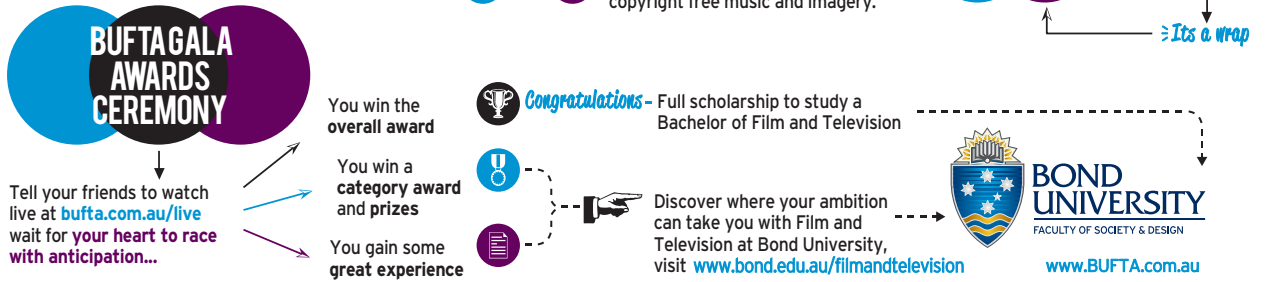 copyright free music and imagery.
Its a wrap
BUFTA GALA
AWARDS
CEREMONY
Tell your friends to watch
live at bufta.com.au/live
wait for your heart to race
with anticipation...
You win the
overall award
You win a
category award
and prizes
You gain some
great experience
Congratulations - Full scholarship to study a
Bachelor of Film and Television
Discover where your ambition
can take you with Film and
Television at Bond University,
visit www.bond.edu.au/filmandtelevision
BOND
UNIVERSITY
FACULTY OF SOCIETY & DESIGN
www.BUFTA.com.au